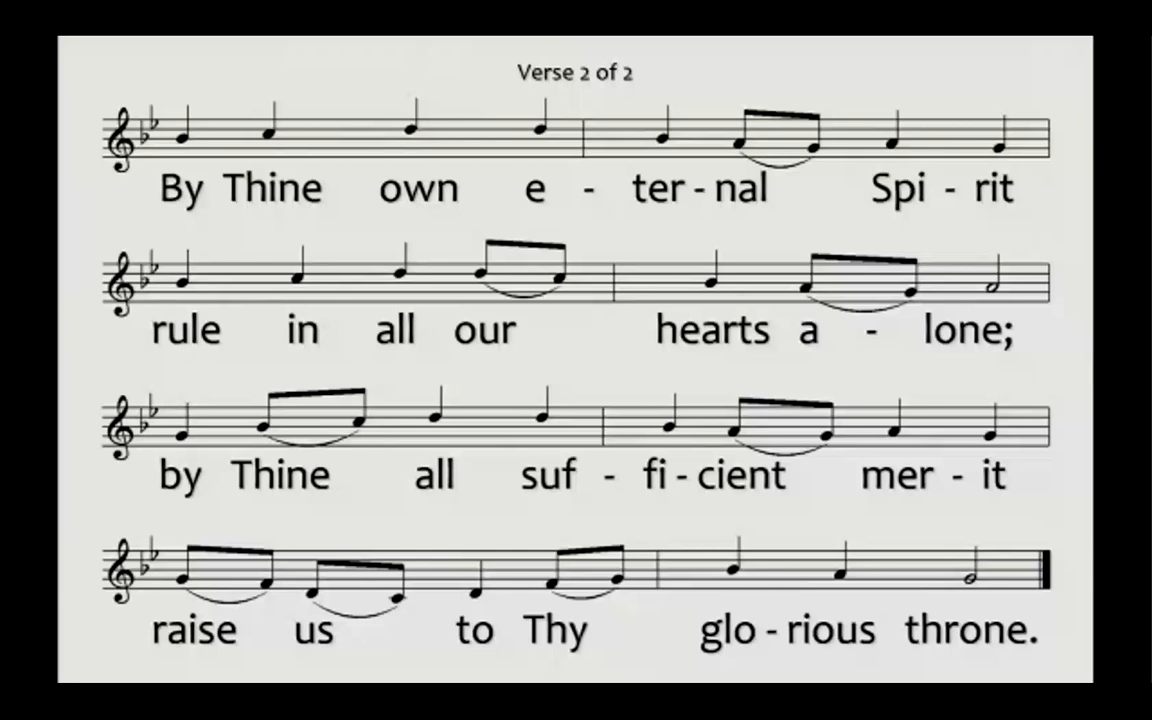 Verse 2 of 2
By Thine own e - ter - nal Spi - rit
rule in all our hearts a - lone;
by Thine all suf - fi - cient mer - it
raise us to Thy glo - rious throne.